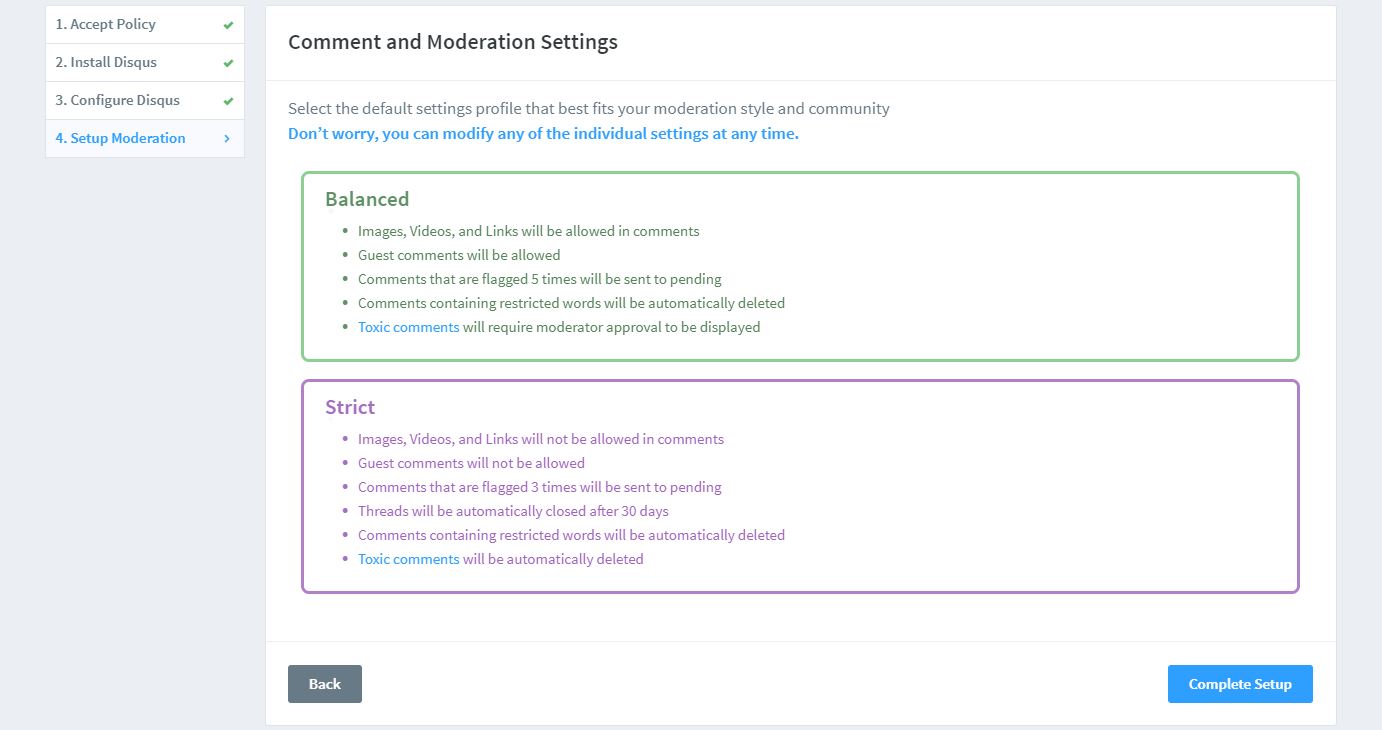 1. Accept Policy
2. Install Disqus
3. Configure Disqus
4. Setup Moderation
Comment and Moderation Settings
Select the default settings profile that best fits your moderation style and community
Don’t worry, you can modify any of the individual settings at any time.
Balanced
• Images, Videos, and Links will be allowed in comments
• Guest comments will be allowed
• Comments that are flagged 5 times will be sent to pending
• Comments containing restricted words will be automatically deleted
• Toxic comments will require moderator approval to be displayed
Strict
• Images, Videos, and Links will not be allowed in comments
• Guest comments will not be allowed
• Comments that are flagged 3 times will be sent to pending
• Threads will be automatically closed after 30 days
• Comments containing restricted words will be automatically deleted
• Toxic comments will be automatically deleted
Back
Complete Setup